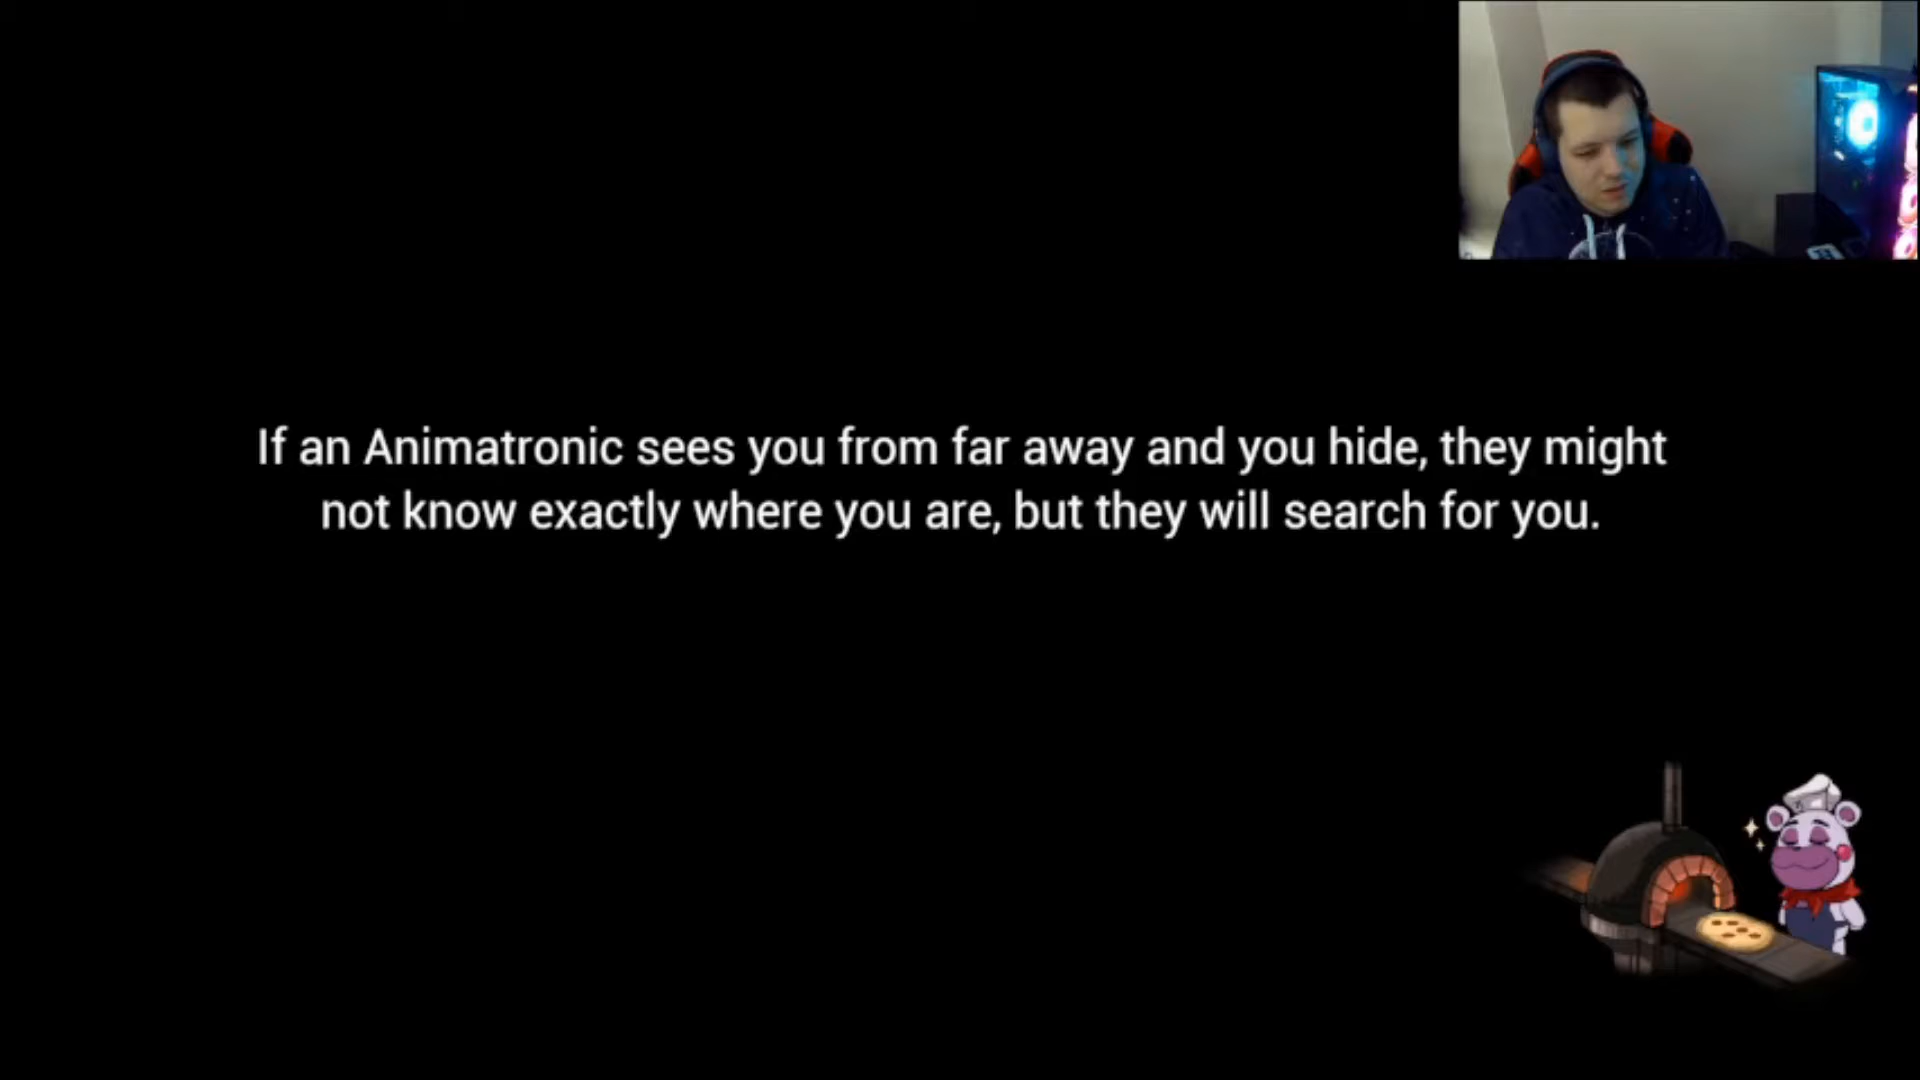 If an Animatronic sees you from far away and you hide, they might
not know exactly where you are, but they will search for you.